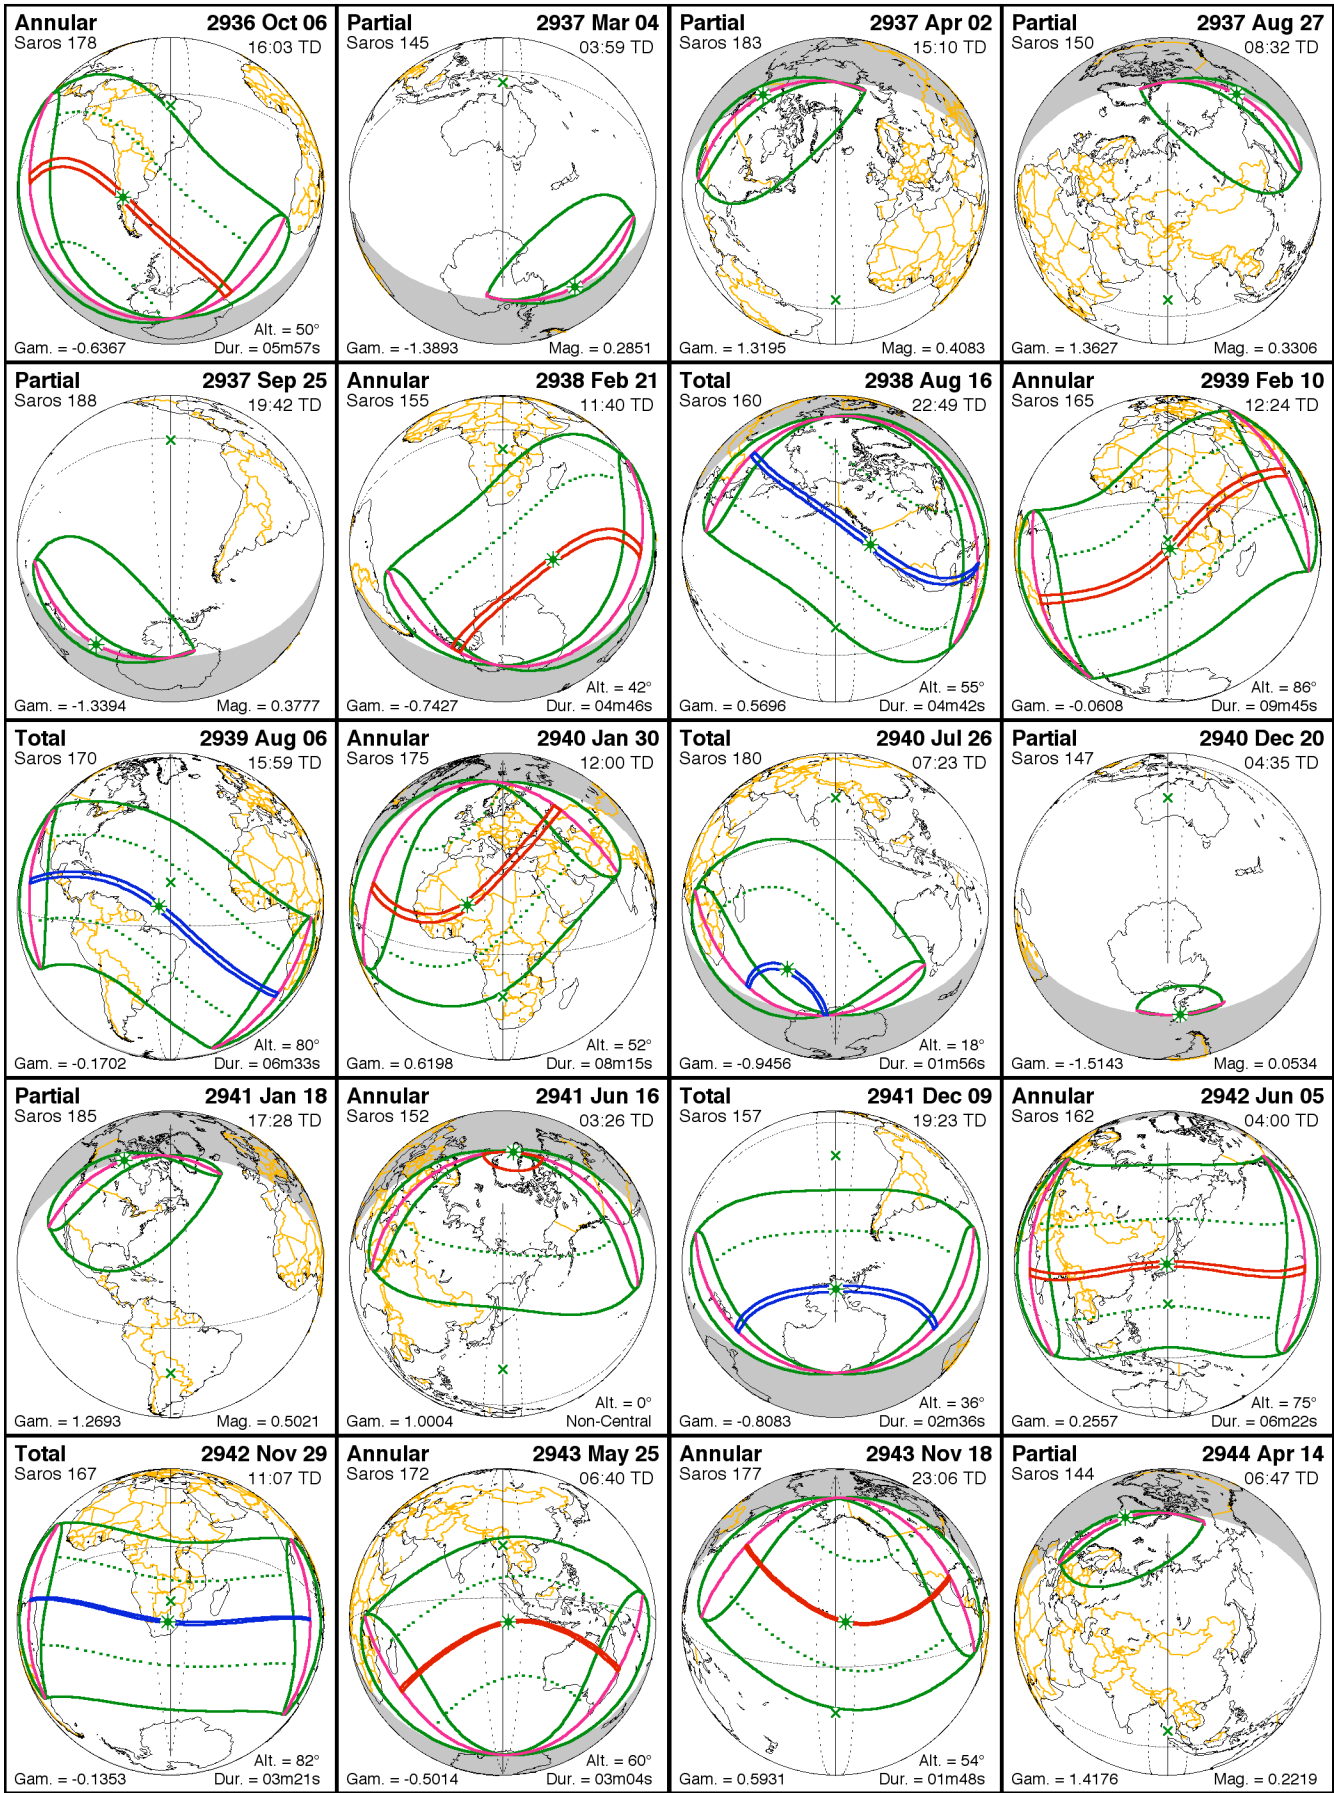 Annular 2936 Oct 06
Saros 178 16:03 TD
Alt. = 50°
Gam. = -0.6367 Dur. = 05m57s
Partial 2937 Mar 04
Saros 145 03:59 TD
Gam. = -1.3893 Mag. = 0.2851
Partial 2937 Apr 02
Saros 183 15:10 TD
Gam. = 1.3195 Mag. = 0.4083
Partial 2937 Aug 27
Saros 150 08:32 TD
Gam. = 1.3627 Mag. = 0.3306
Partial 2937 Sep 25
Saros 188 19:42 TD
Gam. = -1.3394 Mag. = 0.3777
Annular 2938 Feb 21
Saros 155 11:40 TD
Alt. = 42°
Gam. = -0.7427 Dur. = 04m46s
Total 2938 Aug 16
Saros 160 22:49 TD
Alt. = 55°
Gam. = 0.5696 Dur. = 04m42s
Annular 2939 Feb 10
Saros 165 12:24 TD
Alt. = 86°
Gam. = -0.0608 Dur. = 09m45s
Total 2939 Aug 06
Saros 170 15:59 TD
Alt. = 80°
Gam. = -0.1702 Dur. = 06m33s
Annular 2940 Jan 30
Saros 175 12:00 TD
Alt. = 52°
Gam. = 0.6198 Dur. = 08m15s
Total 2940 Jul 26
Saros 180 07:23 TD
Alt. = 18°
Gam. = -0.9456 Dur. = 01m56s
Partial 2940 Dec 20
Saros 147 04:35 TD
Gam. = -1.5143 Mag. = 0.0534
Partial 2941 Jan 18
Saros 185 17:28 TD
Gam. = 1.2693 Mag. = 0.5021
Annular 2941 Jun 16
Saros 152 03:26 TD
Alt. = 0°
Gam. = 1.0004 Non-Central
Total 2941 Dec 09
Saros 157 19:23 TD
Alt. = 36°
Gam. = -0.8083 Dur. = 02m36s
Annular 2942 Jun 05
Saros 162 04:00 TD
Alt. = 75°
Gam. = 0.2557 Dur. = 06m22s
Total 2942 Nov 29
Saros 167 11:07 TD
Alt. = 82°
Gam. = -0.1353 Dur. = 03m21s
Annular 2943 May 25
Saros 172 06:40 TD
Alt. = 60°
Gam. = -0.5014 Dur. = 03m04s
Annular 2943 Nov 18
Saros 177 23:06 TD
Alt. = 54°
Gam. = 0.5931 Dur. = 01m48s
Partial 2944 Apr 14
Saros 144 06:47 TD
Gam. = 1.4176 Mag. = 0.2219